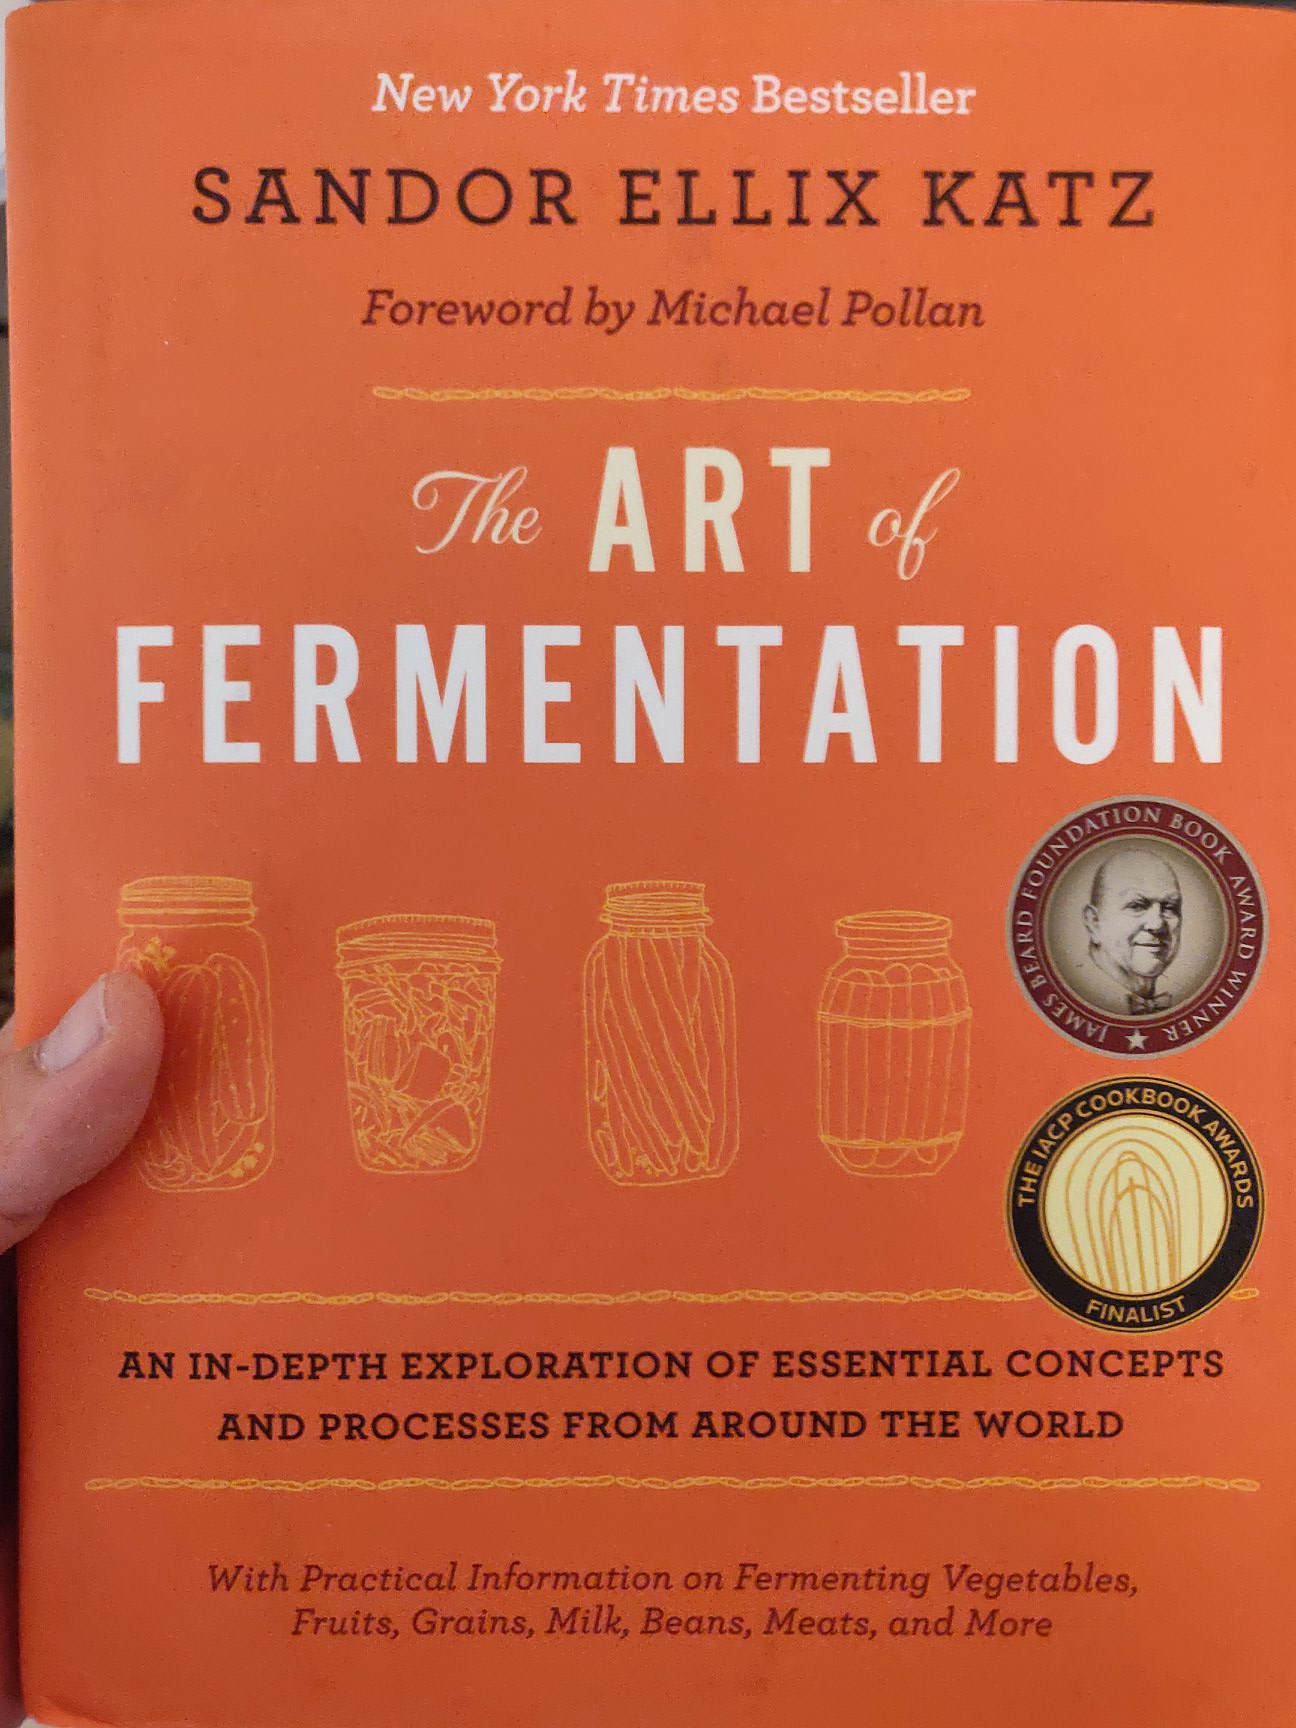 New York Times Bestseller
SANDOR ELLIX KATZ
Foreword by Michael Pollan
The ART of
FERMENTATION
JAMES BEARD FOUNDATION BOOK AWARD WINNER
THE IACP COOKBOOK AWARDS
FINALIST
AN IN-DEPTH EXPLORATION OF ESSENTIAL CONCEPTS
AND PROCESSES FROM AROUND THE WORLD
With Practical Information on Fermenting Vegetables,
Fruits, Grains, Milk, Beans, Meats, and More